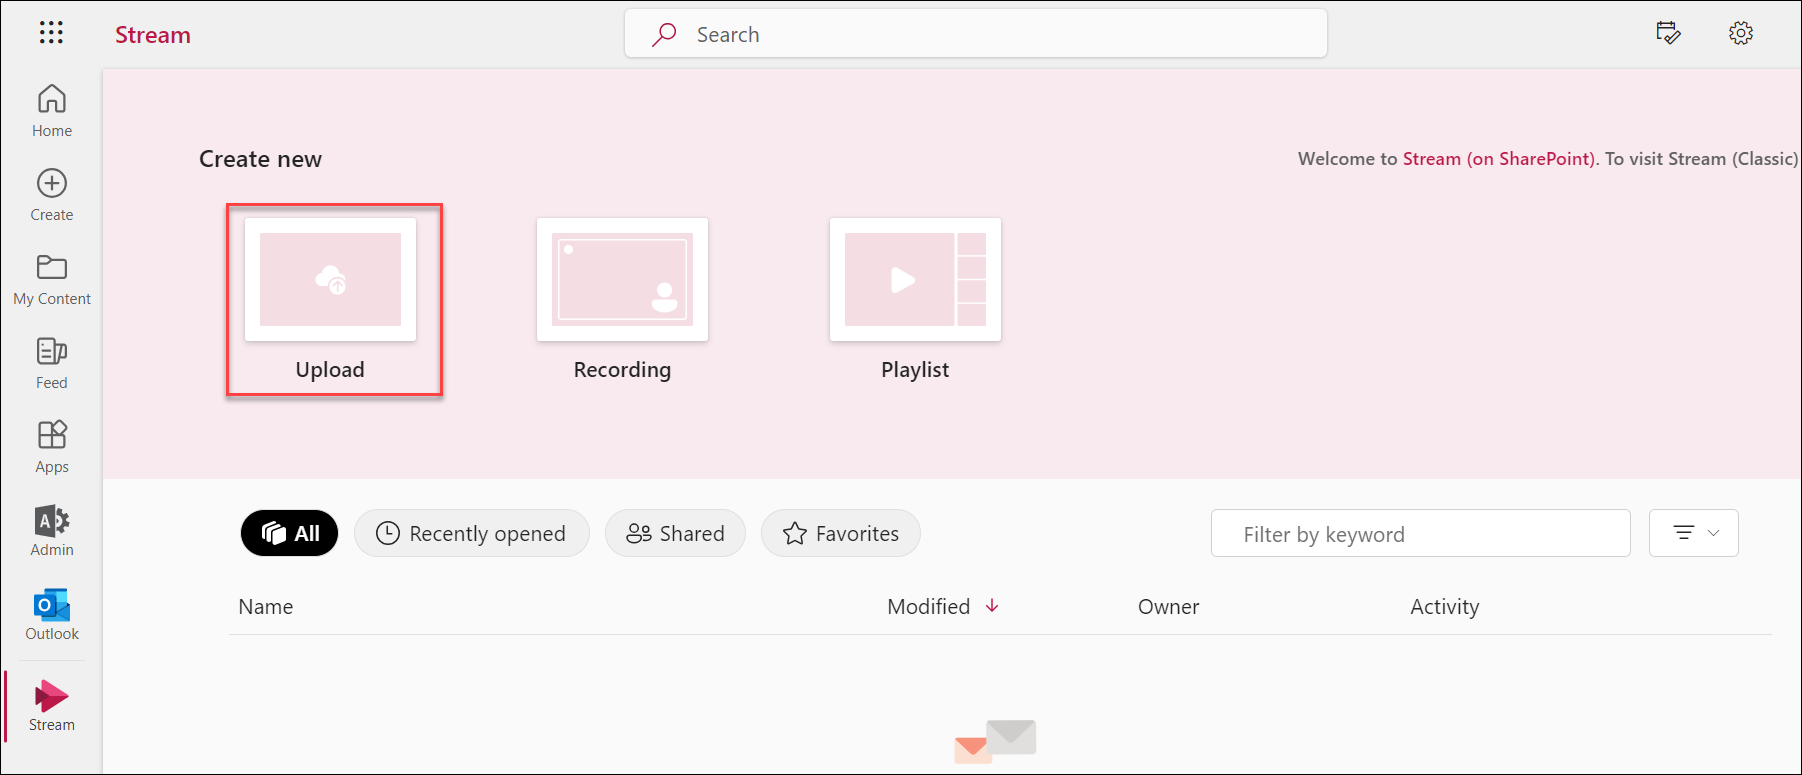 Stream
Search
Home
Create
My Content
Feed
Apps
Admin
Outlook
Stream
Create new
Welcome to Stream (on SharePoint). To visit Stream (Classic)
Upload
Recording
Playlist
All
Recently opened
Shared
Favorites
Filter by keyword
Name
Modified
Owner
Activity